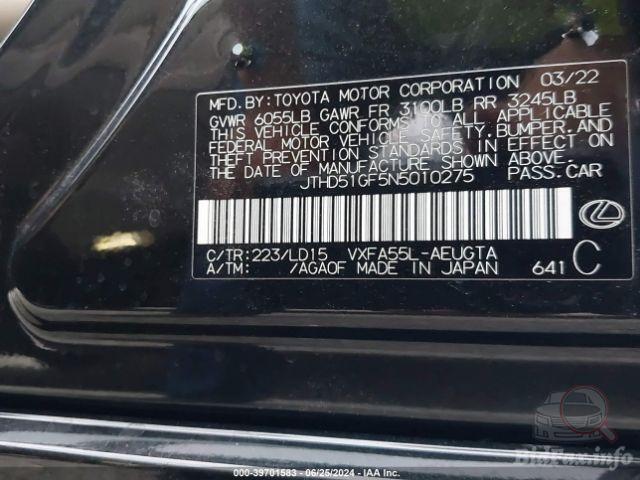 MFD. BY: TOYOTA MOTOR CORPORATION 03/22
GVWR 6055LB GAWR FR 3100LB RR 3245LB
THIS VEHICLE CONFORMS TO ALL APPLICABLE
FEDERAL MOTOR VEHICLE SAFETY, BUMPER, AND
THEFT PREVENTION STANDARDS IN EFFECT ON
THE DATE OF MANUFACTURE SHOWN ABOVE.
JTHD51GF5N5010275 PASS.CAR
C/TR:223/LD15 VXFA55L-AEUGTA
A/TM: /AGAOF MADE IN JAPAN 641 C
BidFax.info
000-39701583 - 06/25/2024 - IAA Inc.